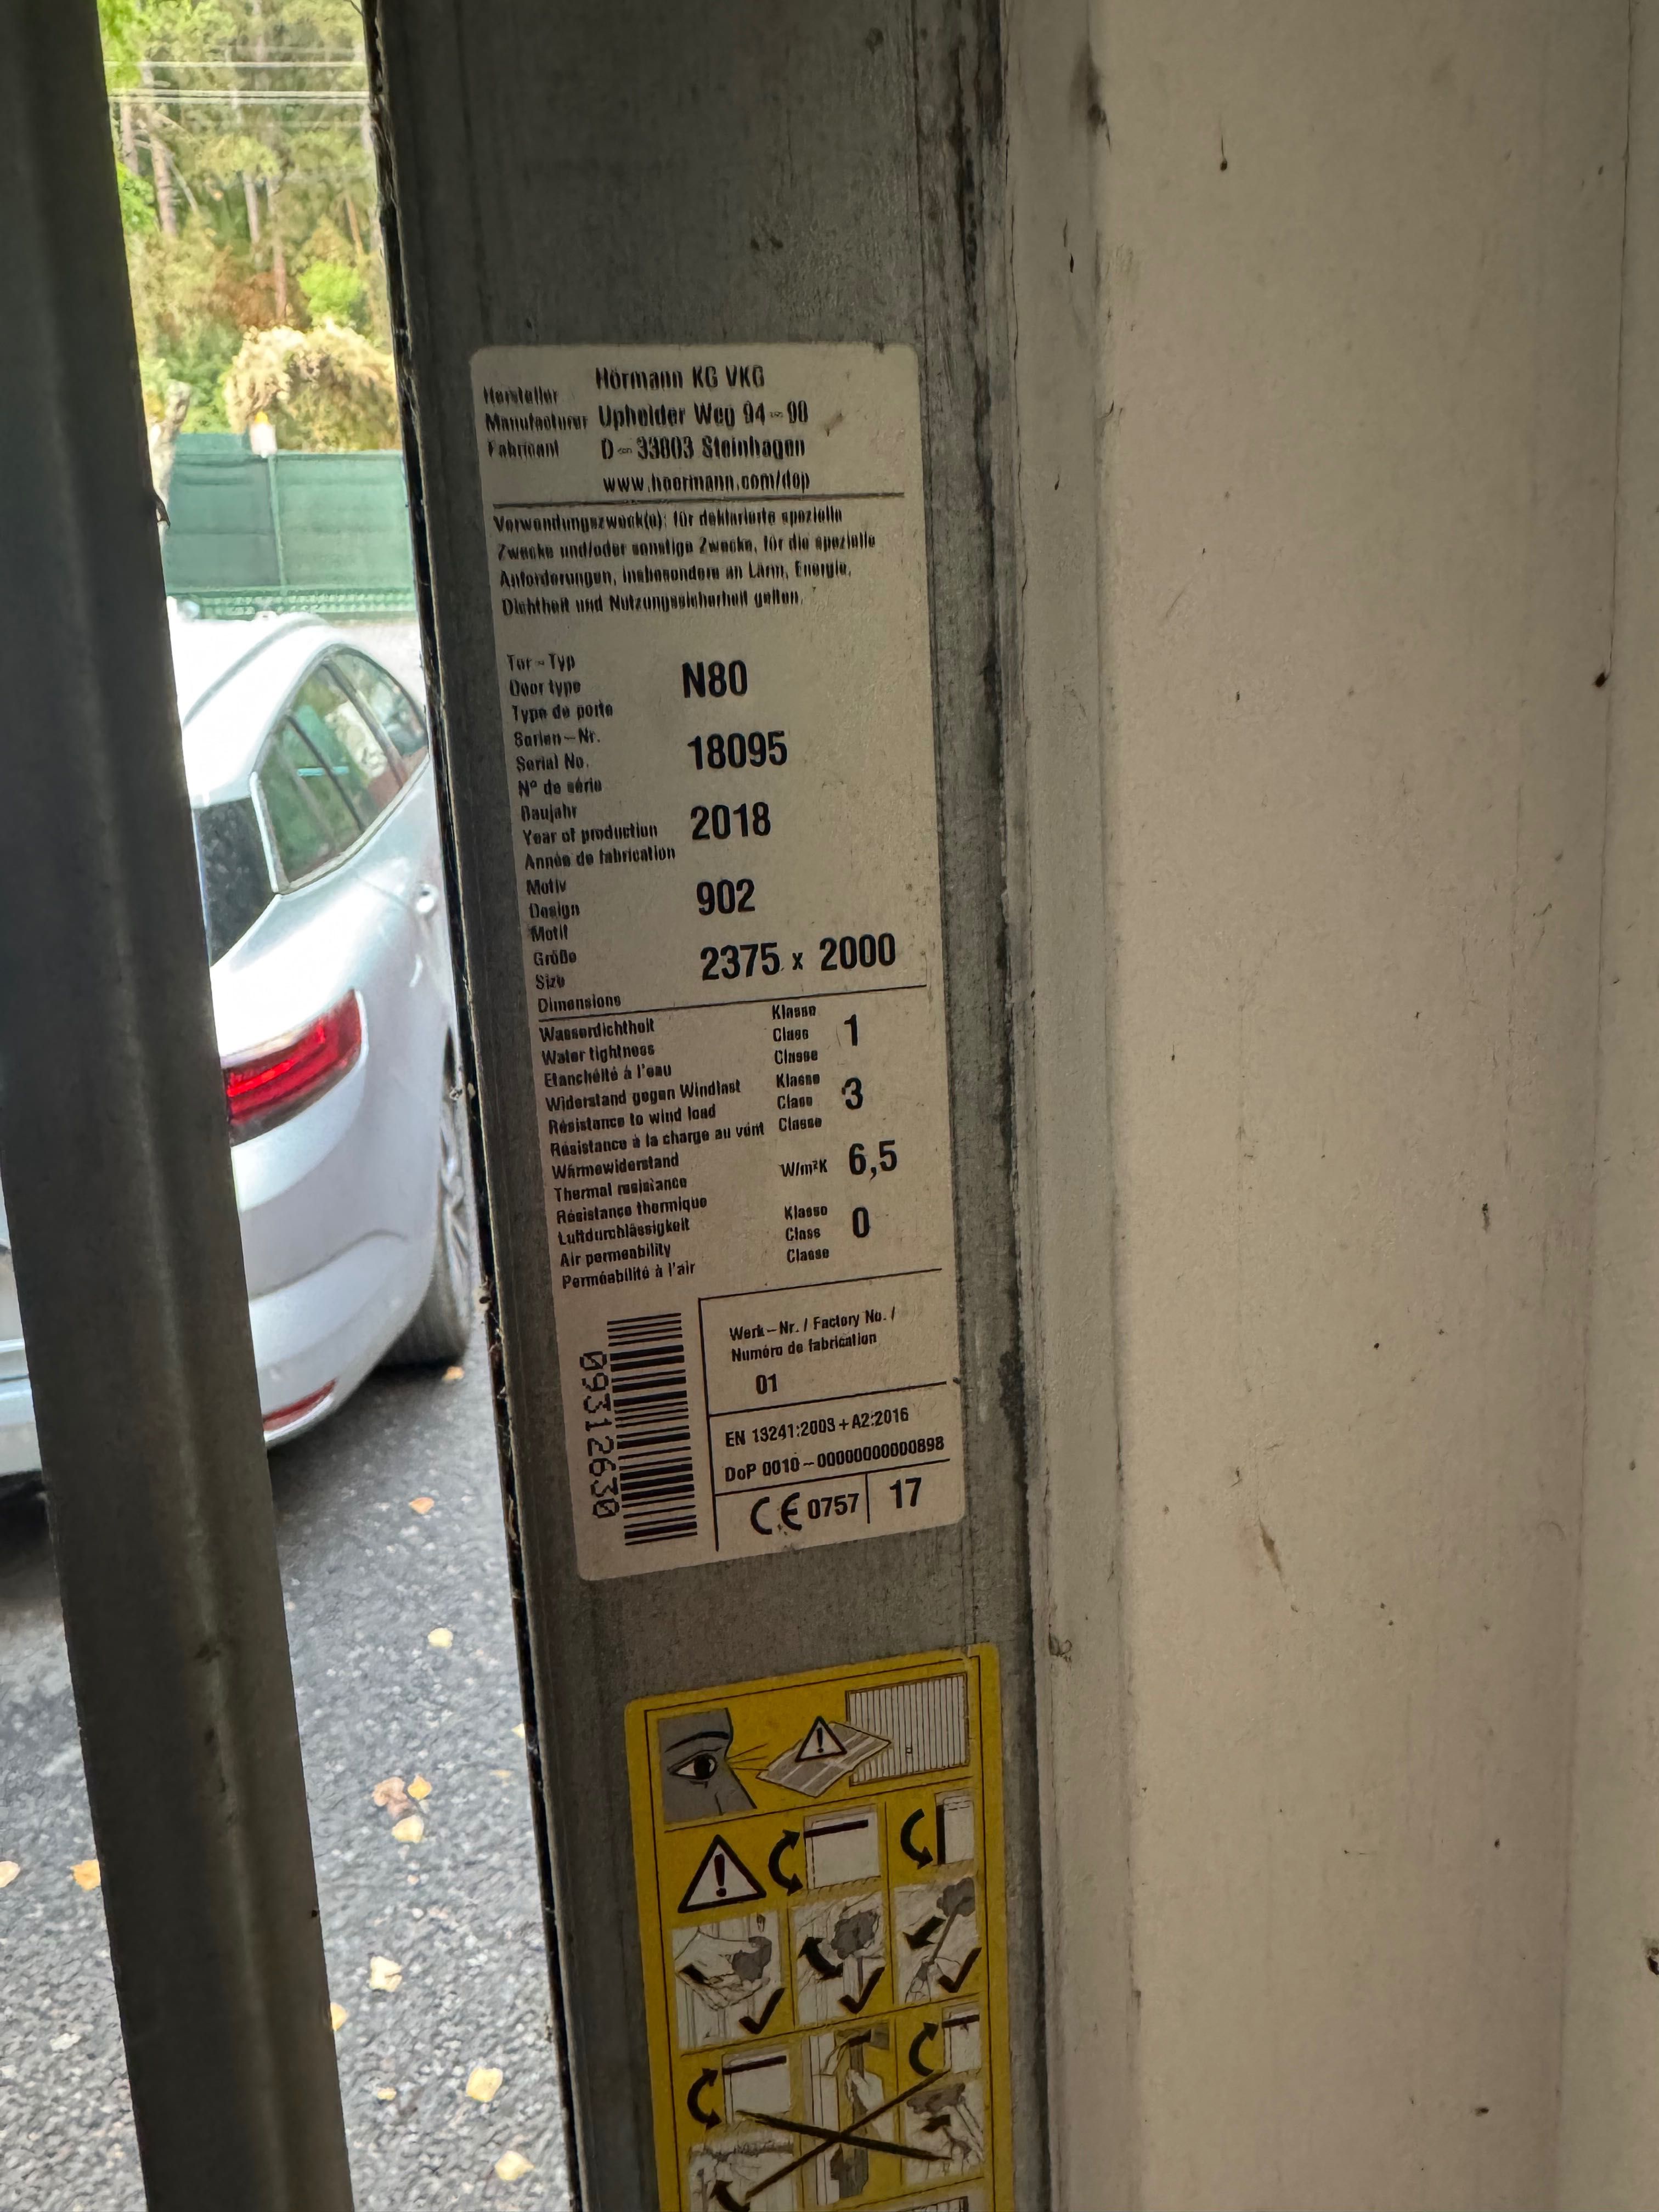 Hörmann KG VKG
Hersteller
Manufacturer Upheider Weg 94-98
Fabricant D-33803 Steinhagen
www.hoermann.com/dop
Verwendungszweck(e): für deklarierte spezielle
Zwecke und/oder sonstige Zwecke, für die spezielle
Anforderungen, insbesondere an Lärm, Energie,
Dichtheit und Nutzungssicherheit gelten.
Tor-Typ
Door type N80
Type de porte
Serien-Nr.
Serial No. 18095
N° de série
Baujahr
Year of production 2018
Année de fabrication
Motiv
Design 902
Motif
Größe
Size 2375 x 2000
Dimensions
Wasserdichtheit Klasse
Water tightness Class 1
Etanchéité à l'eau Classe
Widerstand gegen Windlast Klasse
Résistance to wind load Class 3
Résistance à la charge au vent Classe
Wärmewiderstand
Thermal resistance W/m²K 6,5
Résistance thermique
Luftdurchlässigkeit Klasse
Air permeability Class 0
Perméabilité à l'air Classe
09312630
Werk-Nr. / Factory No. /
Numéro de fabrication
01
EN 13241:2003+A2:2016
DoP 0010-00000000000898
CE 0757 17